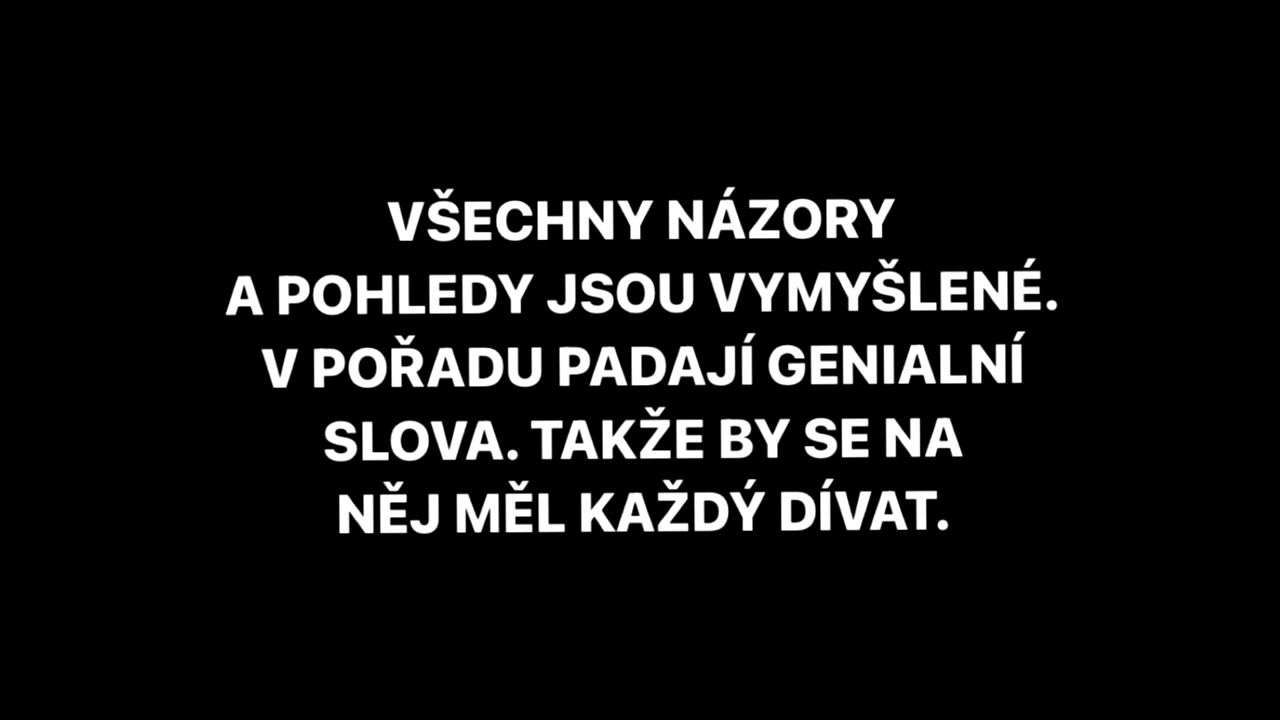 VŠECHNY NÁZORY
A POHLEDY JSOU VYMYŠLENÉ.
V POŘADU PADAJÍ GENIALNÍ
SLOVA. TAKŽE BY SE NA
NĚJ MĚL KAŽDÝ DÍVAT.